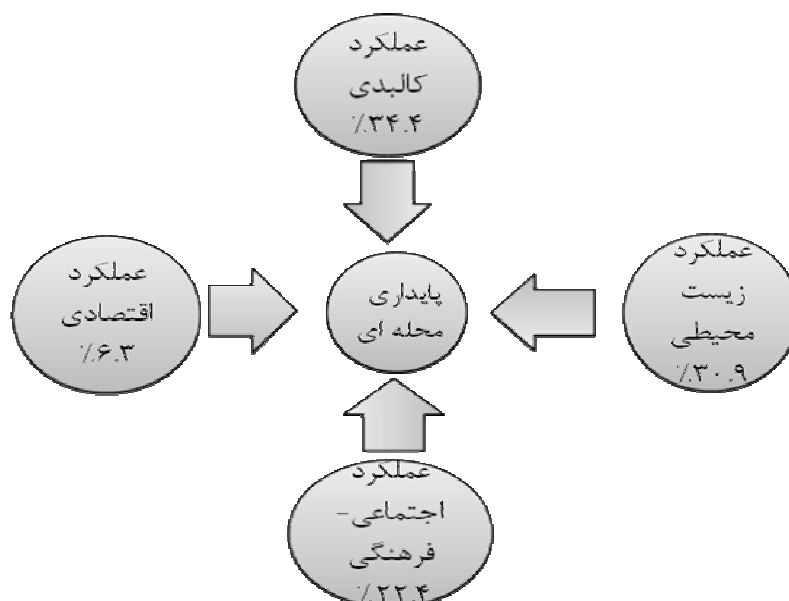 عملکرد
کالبدی
٪۳۴.۴
عملکرد
زیست
محیطی
٪۳۰.۹
پایداری
محله ای
عملکرد
اقتصادی
٪۶.۳
عملکرد
اجتماعی-
فرهنگی
٪۲۲.۴